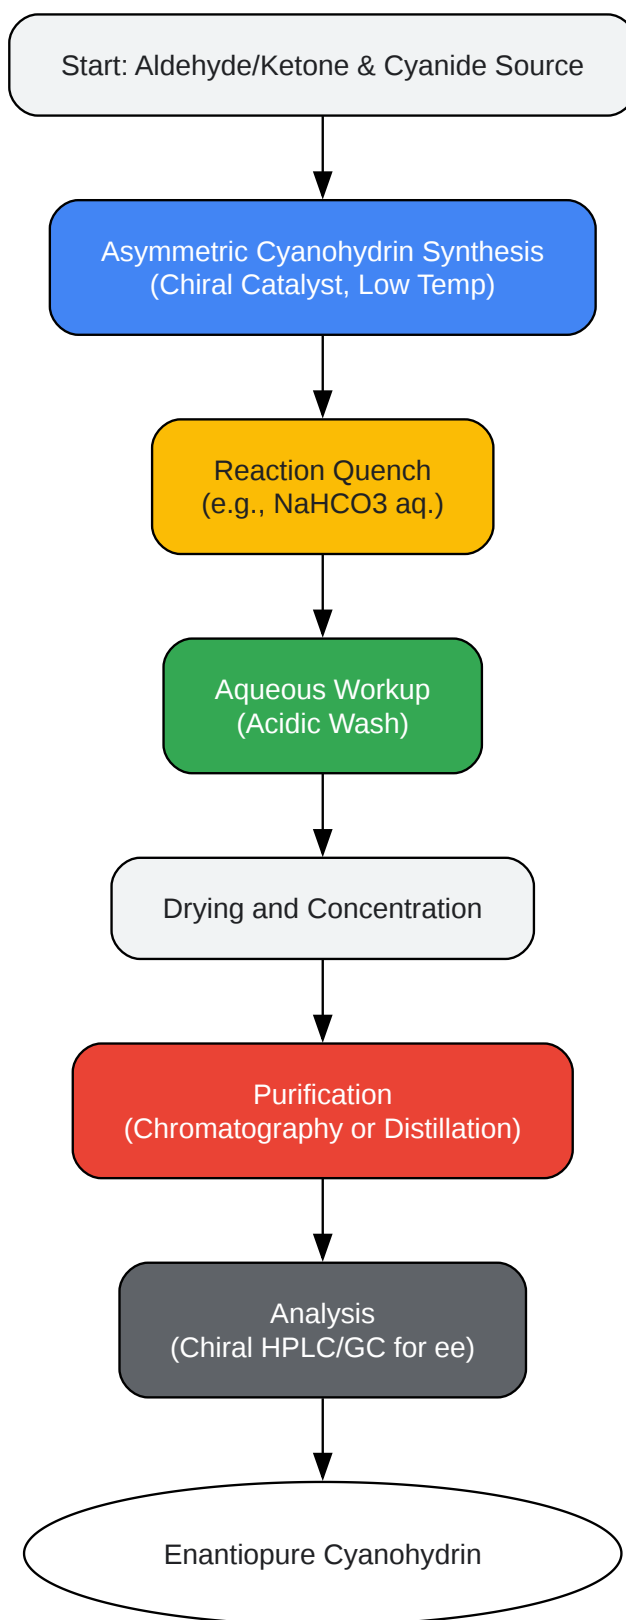 Start: Aldehyde/Ketone & Cyanide Source
Asymmetric Cyanohydrin Synthesis
(Chiral Catalyst, Low Temp)
Reaction Quench
(e.g., NaHCO3 aq.)
Aqueous Workup
(Acidic Wash)
Drying and Concentration
Purification
(Chromatography or Distillation)
Analysis
(Chiral HPLC/GC for ee)
Enantiopure Cyanohydrin